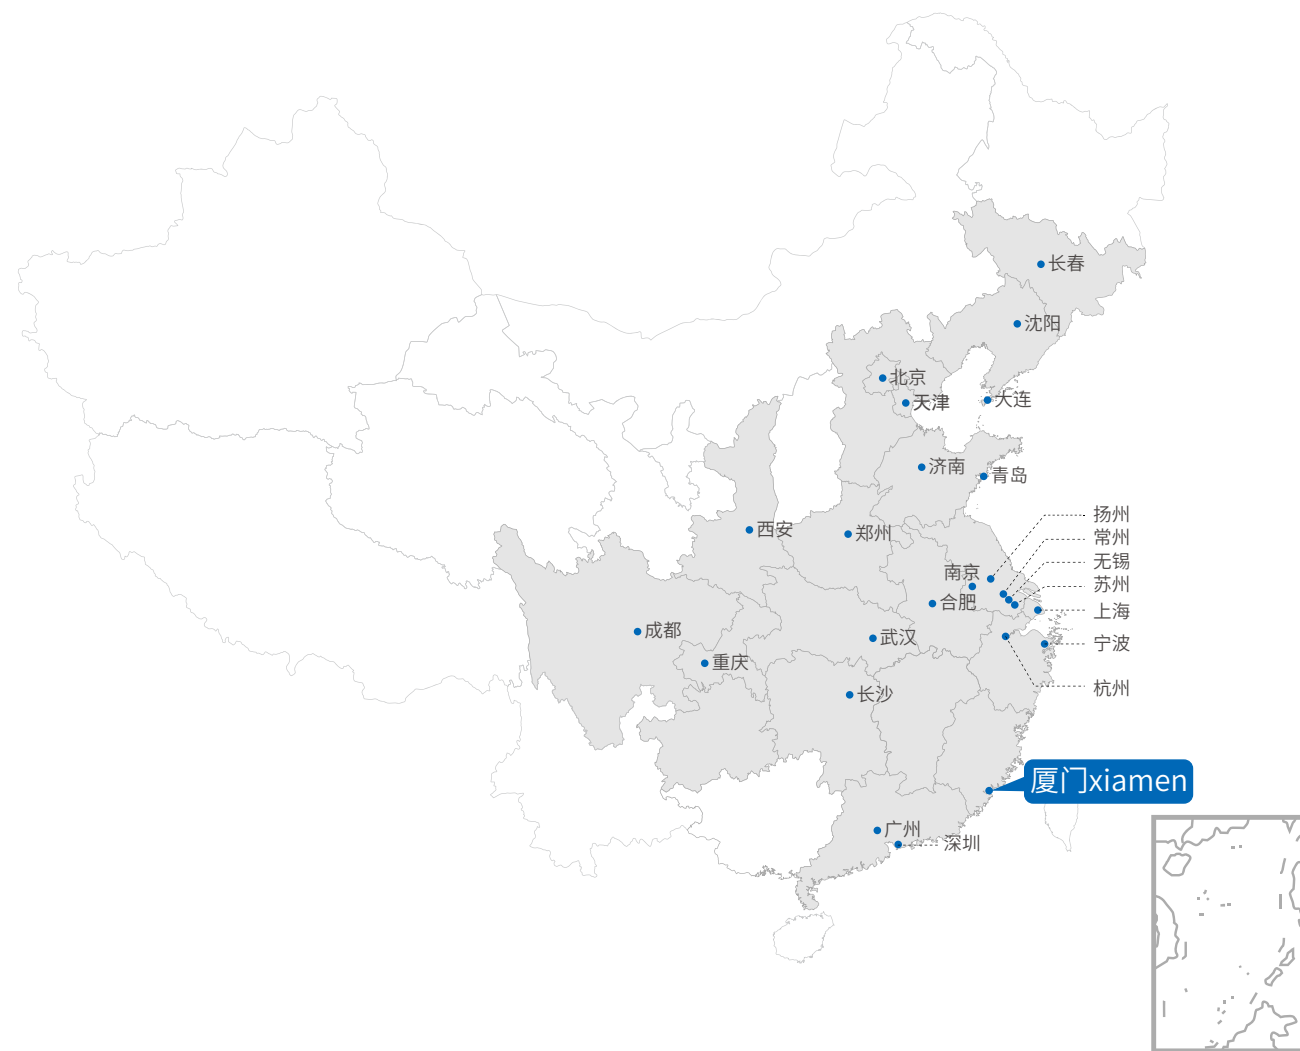 长春
沈阳
北京
天津
大连
济南
青岛
扬州
西安
郑州
常州
无锡
南京
苏州
合肥
上海
成都
武汉
宁波
重庆
杭州
长沙
厦门xiamen
广州
深圳